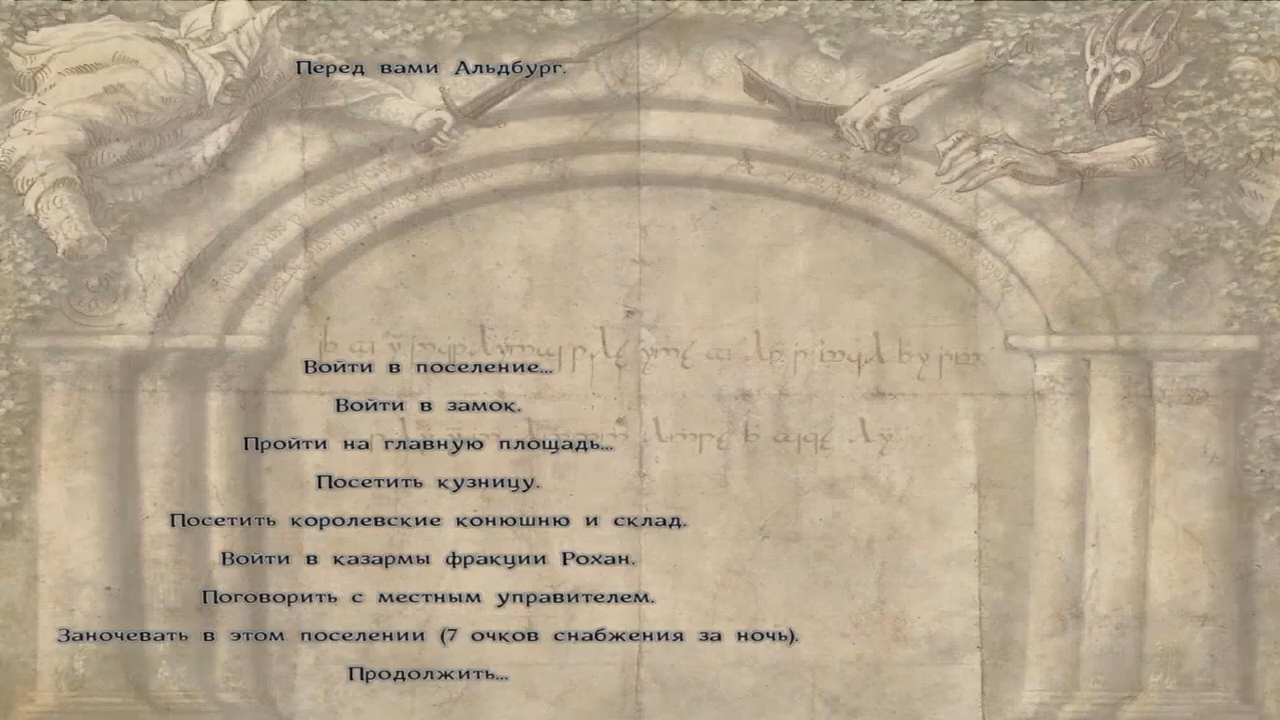 Перед вами Альдбург.
Войти в поселение...
Войти в замок.
Пройти на главную площадь...
Посетить кузницу.
Посетить королевские конюшню и склад.
Войти в казармы фракции Рохан.
Поговорить с местным управителем.
Заночевать в этом поселении (7 очков снабжения за ночь).
Продолжить...